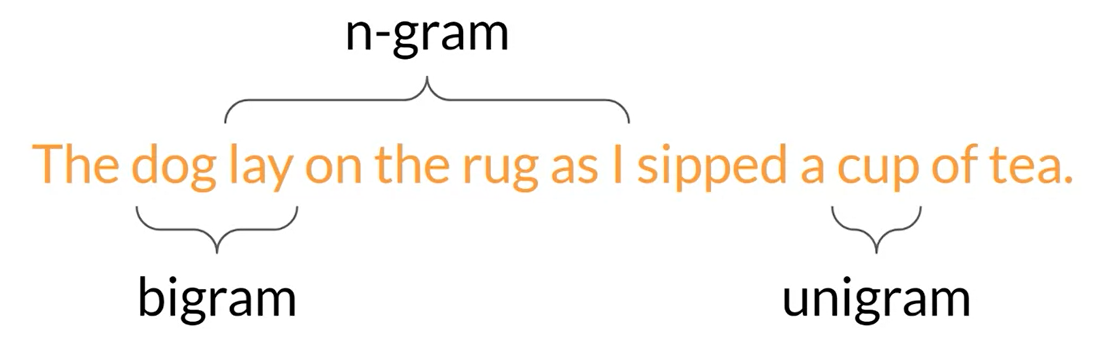 n-gram
The dog lay on the rug as I sipped a cup of tea.
bigram
unigram